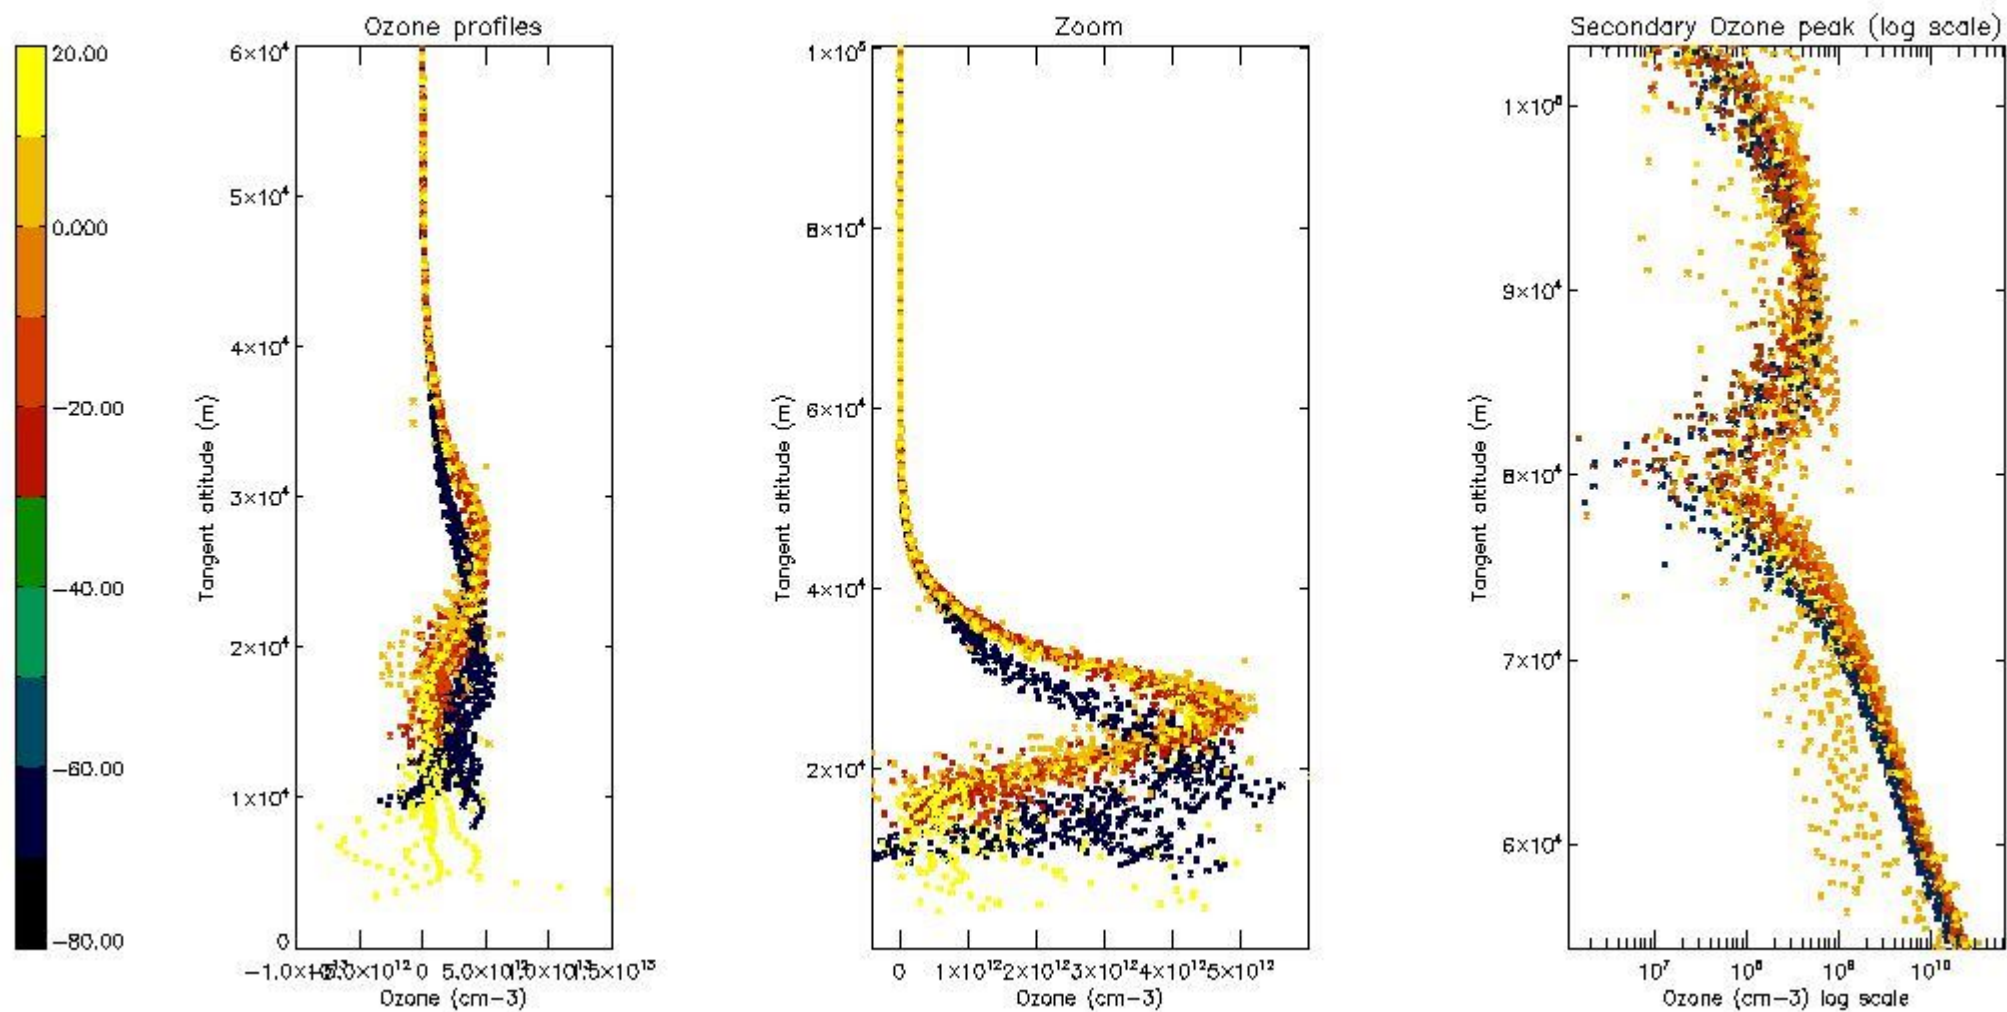 Ozone profiles
Zoom
Secondary Ozone peak (log scale)
20.00
0.000
−20.00
−40.00
−60.00
−80.00
6×10⁴
5×10⁴
4×10⁴
3×10⁴
2×10⁴
1×10⁴
0
Tangent altitude (m)
0
Ozone (cm−3)
1×10⁵
8×10⁴
6×10⁴
4×10⁴
2×10⁴
Tangent altitude (m)
0 1×10¹² 2×10¹² 3×10¹² 4×10¹² 5×10¹²
Ozone (cm−3)
1×10⁵
9×10⁴
8×10⁴
7×10⁴
6×10⁴
Tangent altitude (m)
10⁷ 10⁸ 10⁹ 10¹⁰
Ozone (cm−3) log scale